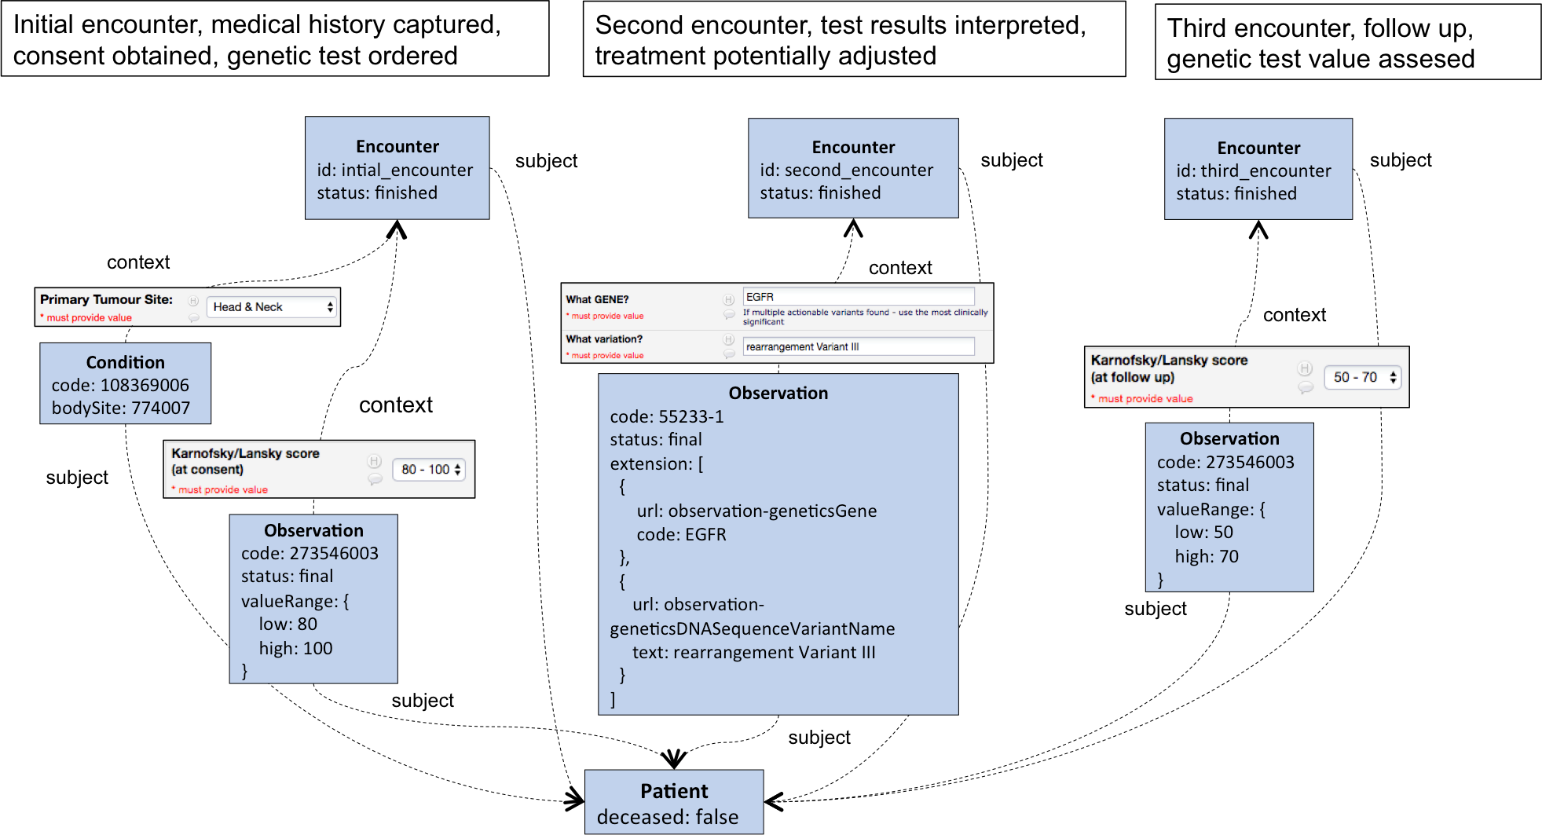 Initial encounter, medical history captured,
consent obtained, genetic test ordered
Second encounter, test results interpreted,
treatment potentially adjusted
Third encounter, follow up,
genetic test value assesed
Encounter
id: intial_encounter
status: finished
subject
context
Primary Tumour Site:
* must provide value
H
Head & Neck
Condition
code: 108369006
bodySite: 774007
subject
context
Karnofsky/Lansky score
(at consent)
* must provide value
H
80 - 100
Observation
code: 273546003
status: final
valueRange: {
low: 80
high: 100
}
subject
Encounter
id: second_encounter
status: finished
subject
context
What GENE?
* must provide value
H
EGFR
If multiple actionable variants found - use the most clinically
significant
What variation?
* must provide value
H
rearrangement Variant III
Observation
code: 55233-1
status: final
extension: [
{
url: observation-geneticsGene
code: EGFR
},
{
url: observation-
geneticsDNASequenceVariantName
text: rearrangement Variant III
}
]
subject
Encounter
id: third_encounter
status: finished
subject
context
Karnofsky/Lansky score
(at follow up)
* must provide value
H
50 - 70
Observation
code: 273546003
status: final
valueRange: {
low: 50
high: 70
}
subject
Patient
deceased: false